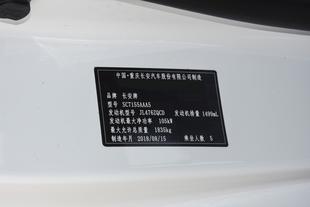 中国·重庆长安汽车股份有限公司制造
品牌 长安牌
型号 SC7155AAA5
发动机型号 JL476ZQCD 发动机排量 1499mL
发动机最大净功率 105kW
最大允许总质量 1835kg
制造年月 2018/08/15 乘坐人数 5